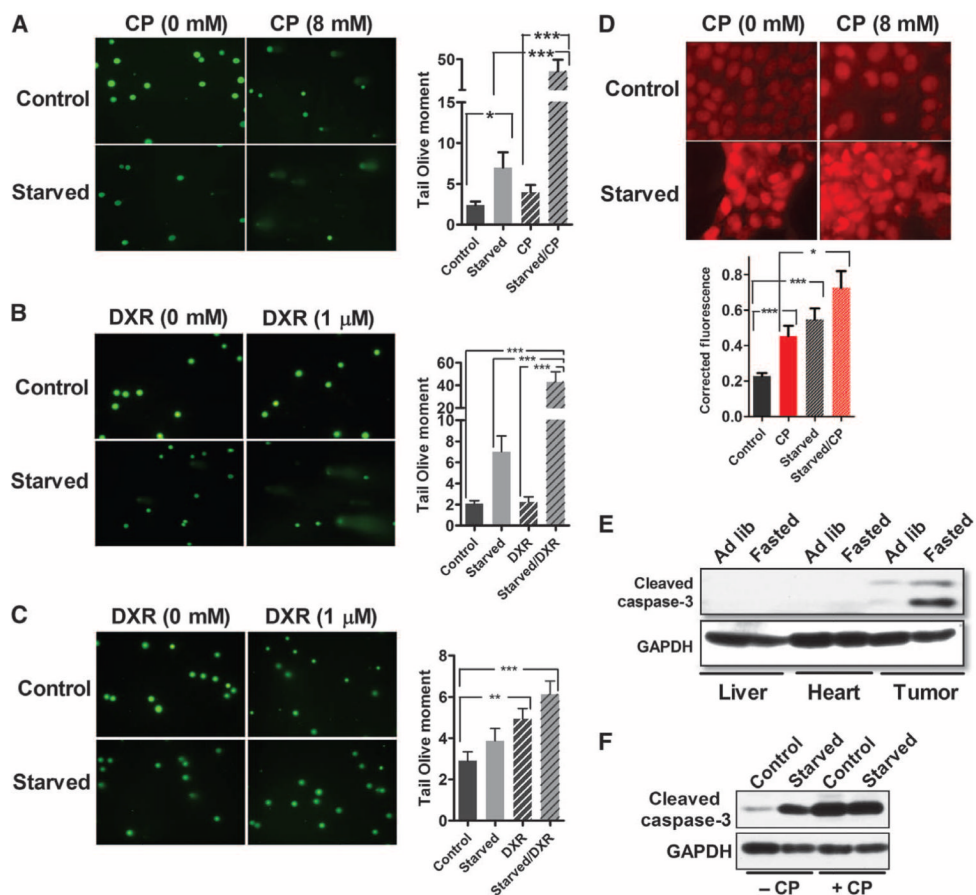 A
CP (0 mM) CP (8 mM)
Control
Starved
Tail Olive moment
50
15
10
5
0
*
***
***
Control
Starved
CP
Starved/CP
B
DXR (0 mM) DXR (1 μM)
Control
Starved
Tail Olive moment
60
40
20
8
6
4
2
0
***
***
***
Control
Starved
DXR
Starved/DXR
C
DXR (0 mM) DXR (1 μM)
Control
Starved
Tail Olive moment
8
6
4
2
0
***
**
Control
Starved
DXR
Starved/DXR
D
CP (0 mM) CP (8 mM)
Control
Starved
Corrected fluorescence
0.8
0.6
0.4
0.2
0.0
*
***
***
Control
CP
Starved
Starved/CP
E
Ad lib Fasted Ad lib Fasted Ad lib Fasted
Cleaved
caspase-3
GAPDH
Liver Heart Tumor
F
Control Starved Control Starved
Cleaved
caspase-3
GAPDH
– CP + CP